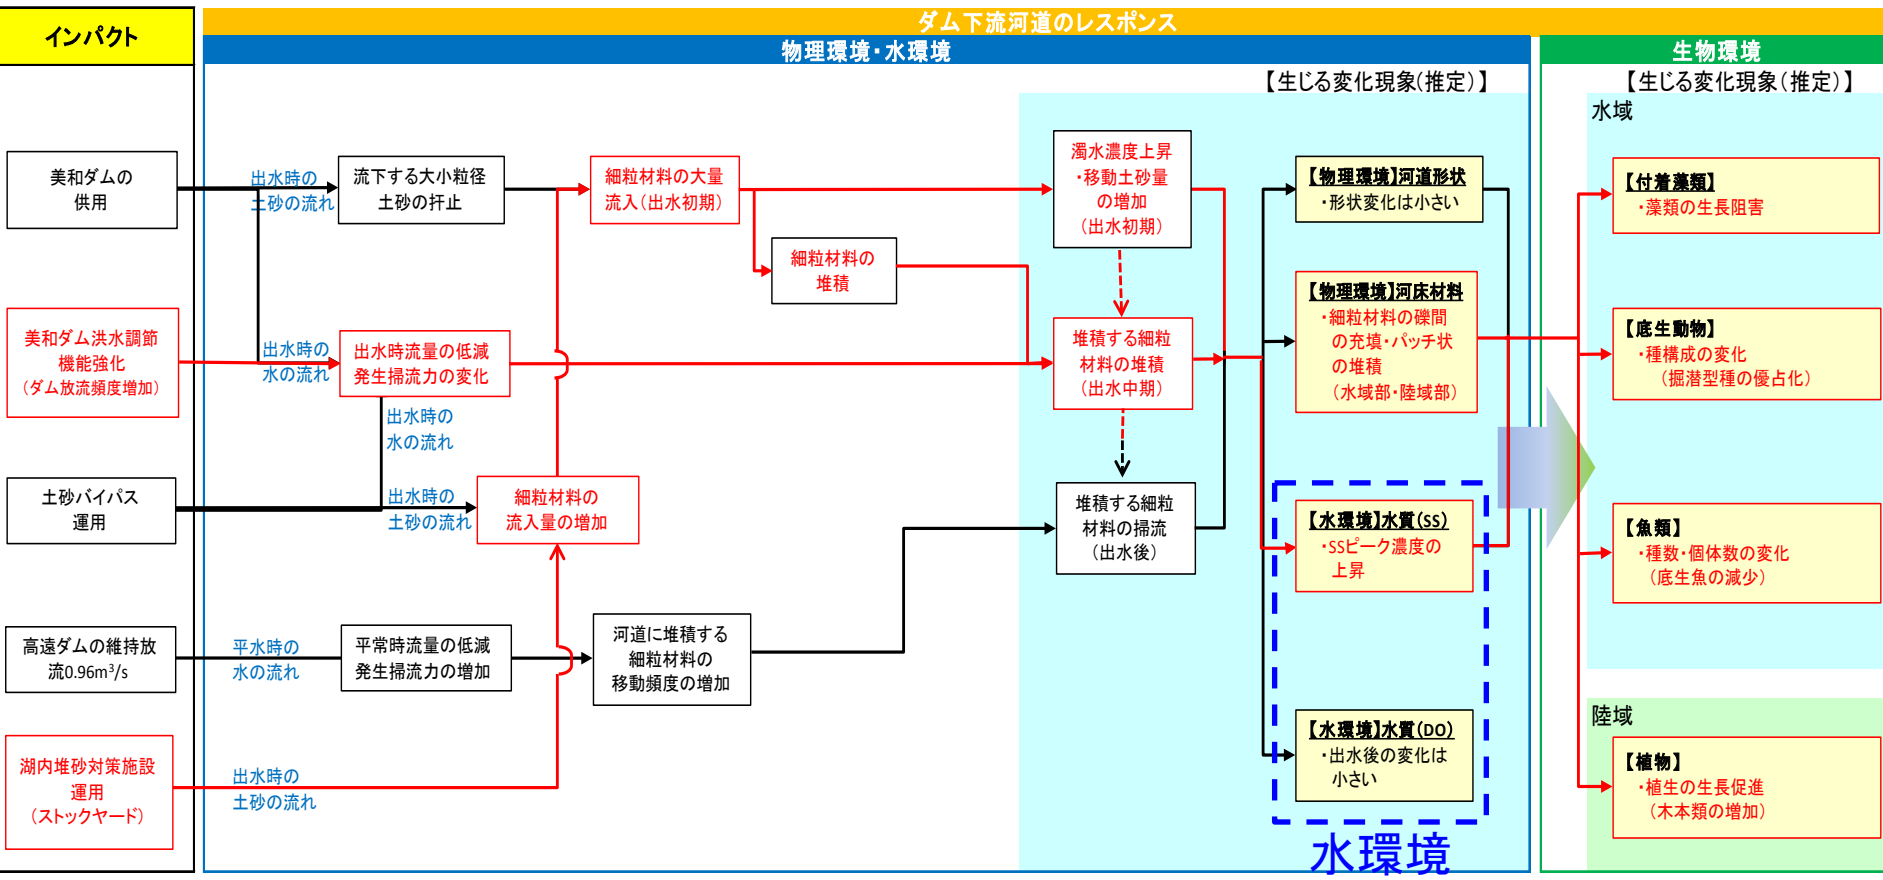 インパクト
ダム下流河道のレスポンス
物理環境・水環境
生物環境
【生じる変化現象(推定)】
【生じる変化現象(推定)】
水域
美和ダムの
供用
出水時の
土砂の流れ
流下する大小粒径
土砂の扞止
細粒材料の大量
流入(出水初期)
濁水濃度上昇
・移動土砂量
の増加
(出水初期)
【物理環境】河道形状
・形状変化は小さい
【付着藻類】
・藻類の生長阻害
細粒材料の
堆積
美和ダム洪水調節
機能強化
(ダム放流頻度増加)
出水時の
水の流れ
出水時流量の低減
発生掃流力の変化
堆積する細粒
材料の堆積
(出水中期)
【物理環境】河床材料
・細粒材料の礫間
の充填・パッチ状
の堆積
(水域部・陸域部)
【底生動物】
・種構成の変化
(掘潜型種の優占化)
出水時の
水の流れ
土砂バイパス
運用
出水時の
土砂の流れ
細粒材料の
流入量の増加
堆積する細粒
材料の掃流
(出水後)
【水環境】水質(SS)
・SSピーク濃度の
上昇
【魚類】
・種数・個体数の変化
(底生魚の減少)
高遠ダムの維持放
流0.96m³/s
平水時の
水の流れ
平常時流量の低減
発生掃流力の増加
河道に堆積する
細粒材料の
移動頻度の増加
湖内堆砂対策施設
運用
(ストックヤード)
出水時の
土砂の流れ
【水環境】水質(DO)
・出水後の変化は
小さい
水環境
陸域
【植物】
・植生の生長促進
(木本類の増加)